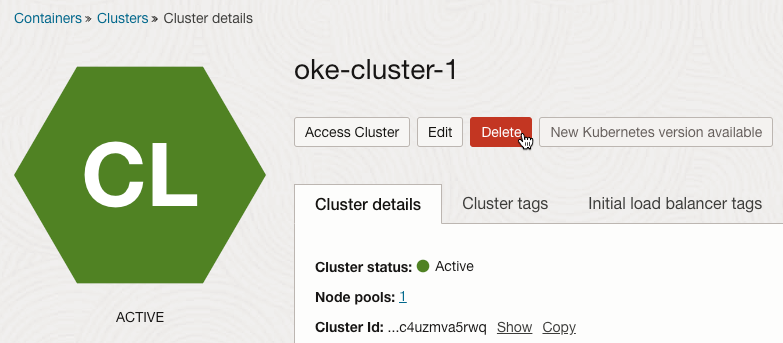 Containers » Clusters » Cluster details
oke-cluster-1
CL
Access Cluster Edit Delete New Kubernetes version available
Cluster details Cluster tags Initial load balancer tags
Cluster status: Active
Node pools: 1
Cluster Id: ...c4uzmva5rwq Show Copy
ACTIVE